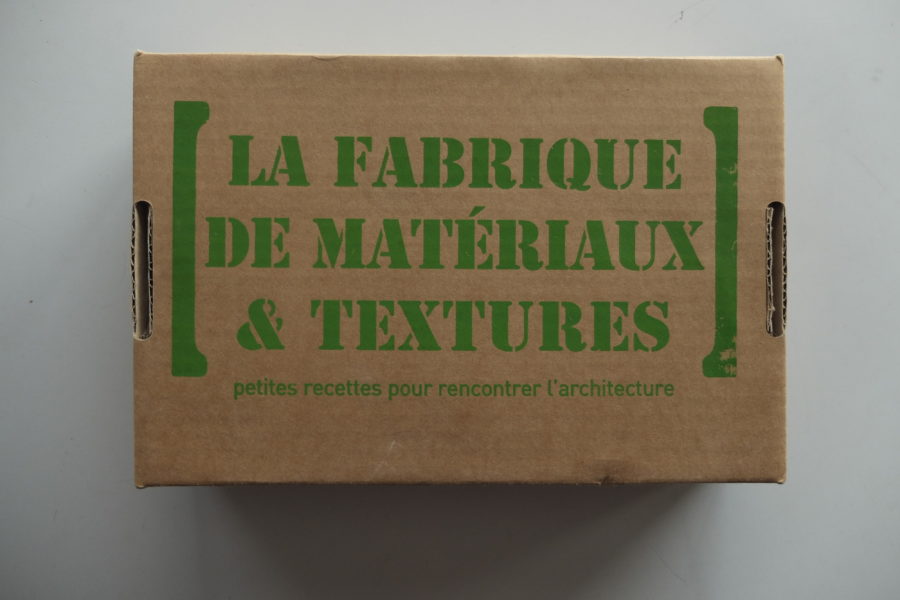 LA FABRIQUE
DE MATÉRIAUX
& TEXTURES
petites recettes pour rencontrer l'architecture